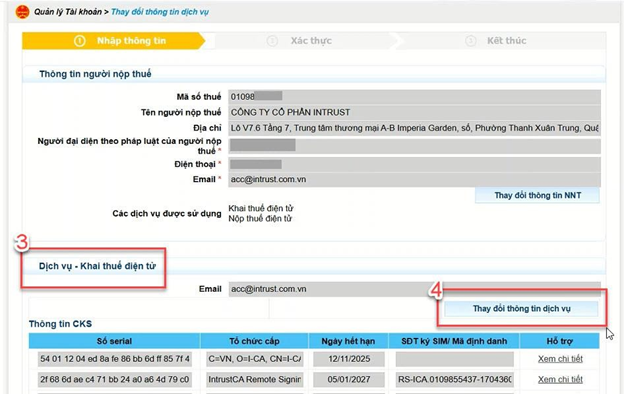 Quản lý Tài khoản > Thay đổi thông tin dịch vụ
1 Nhập thông tin
1 Xác thực
1 Kết thúc
Thông tin người nộp thuế
Mã số thuế 01098
Tên người nộp thuế CÔNG TY CỔ PHẦN INTRUST
Địa chỉ Lô V7.6 Tầng 7, Trung tâm thương mại A-B Imperia Garden, số, Phường Thanh Xuân Trung, Quậ
Người đại diện theo pháp luật của người nộp
thuế *
Điện thoại *
Email * acc@intrust.com.vn
Thay đổi thông tin NNT
Các dịch vụ được sử dụng Khai thuế điện tử
Nộp thuế điện tử
3
Dịch vụ - Khai thuế điện tử
Email acc@intrust.com.vn
4
Thay đổi thông tin dịch vụ
Thông tin CKS
Số serial Tổ chức cấp Ngày hết hạn SĐT ký SIM/ Mã định danh Hỗ trợ
54 01 12 04 ed 8a fe 86 bb 6d ff 85 7f 4 C=VN, O=I-CA, CN=I-C 12/11/2025 Xem chi tiết
2f 68 6d ae c4 71 bb 24 a0 a6 4d 79 c0 IntrustCA Remote Signin 05/01/2027 RS-ICA.0109855437-170436 Xem chi tiết